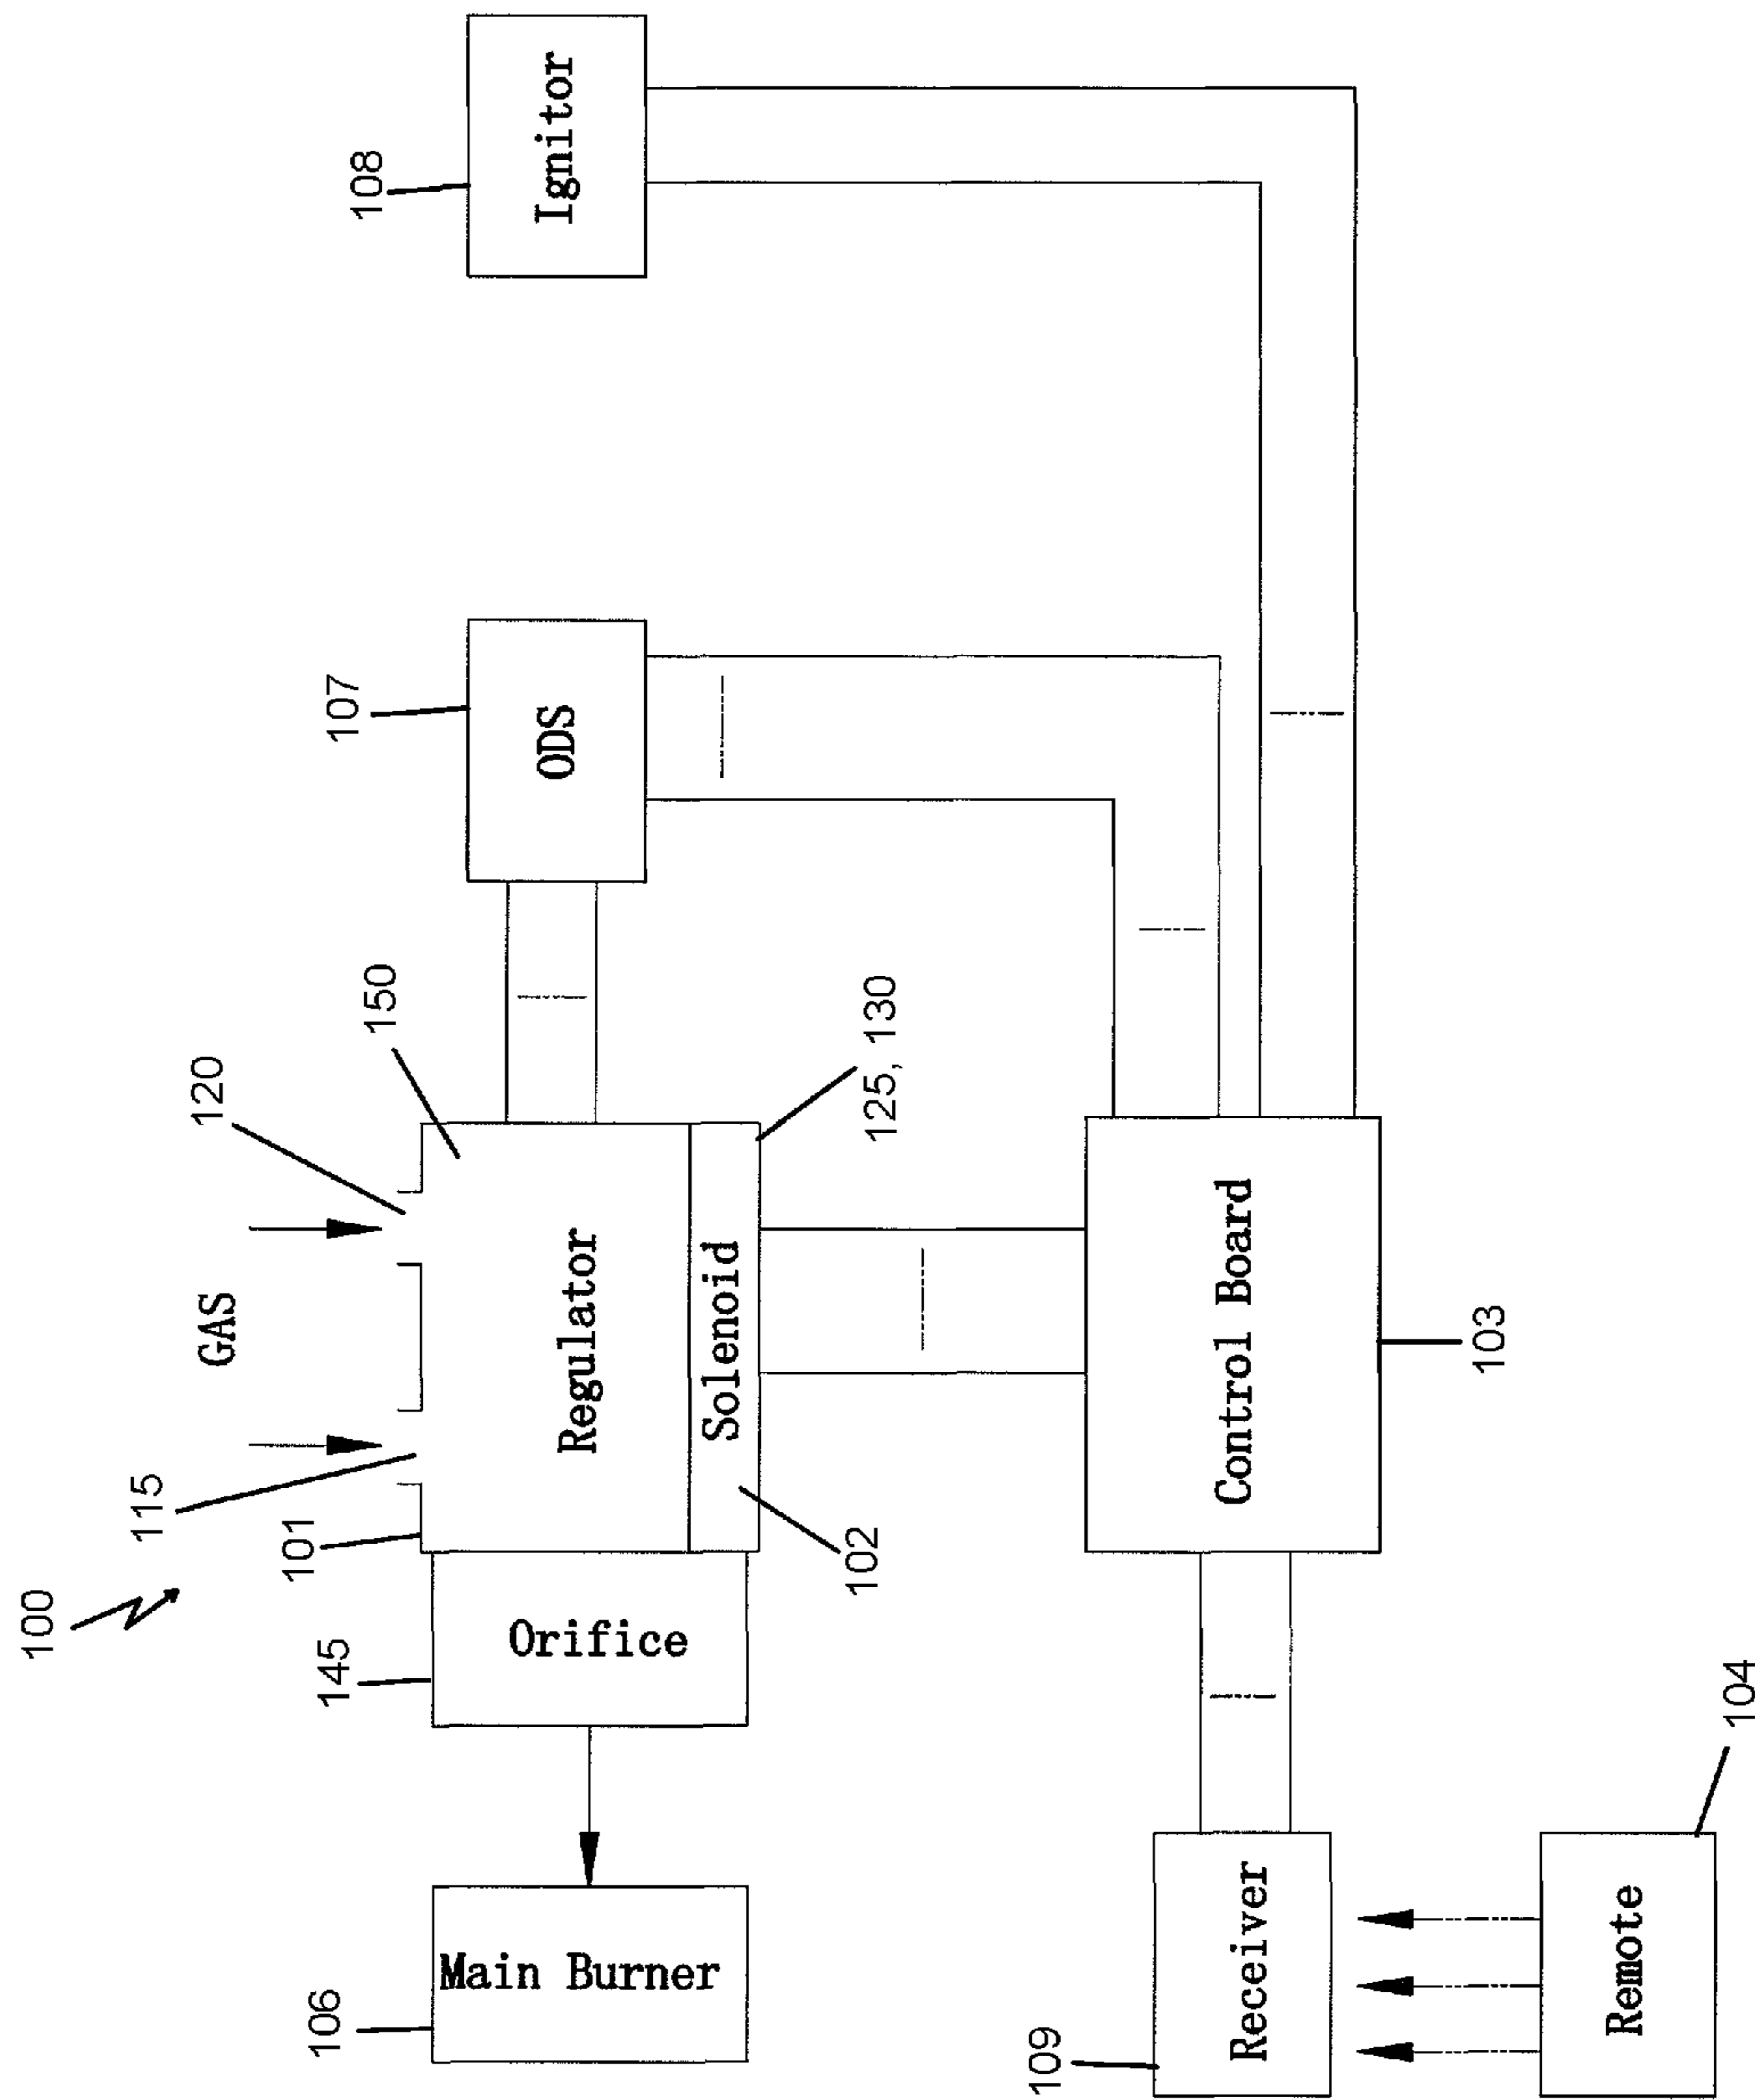 100
115
GAS
120
101
106
145
150
107
108
Main Burner
Orifice
Regulator
ODS
Ignitor
Solenoid
102
125, 130
109
Receiver
Control Board
103
Remote
104